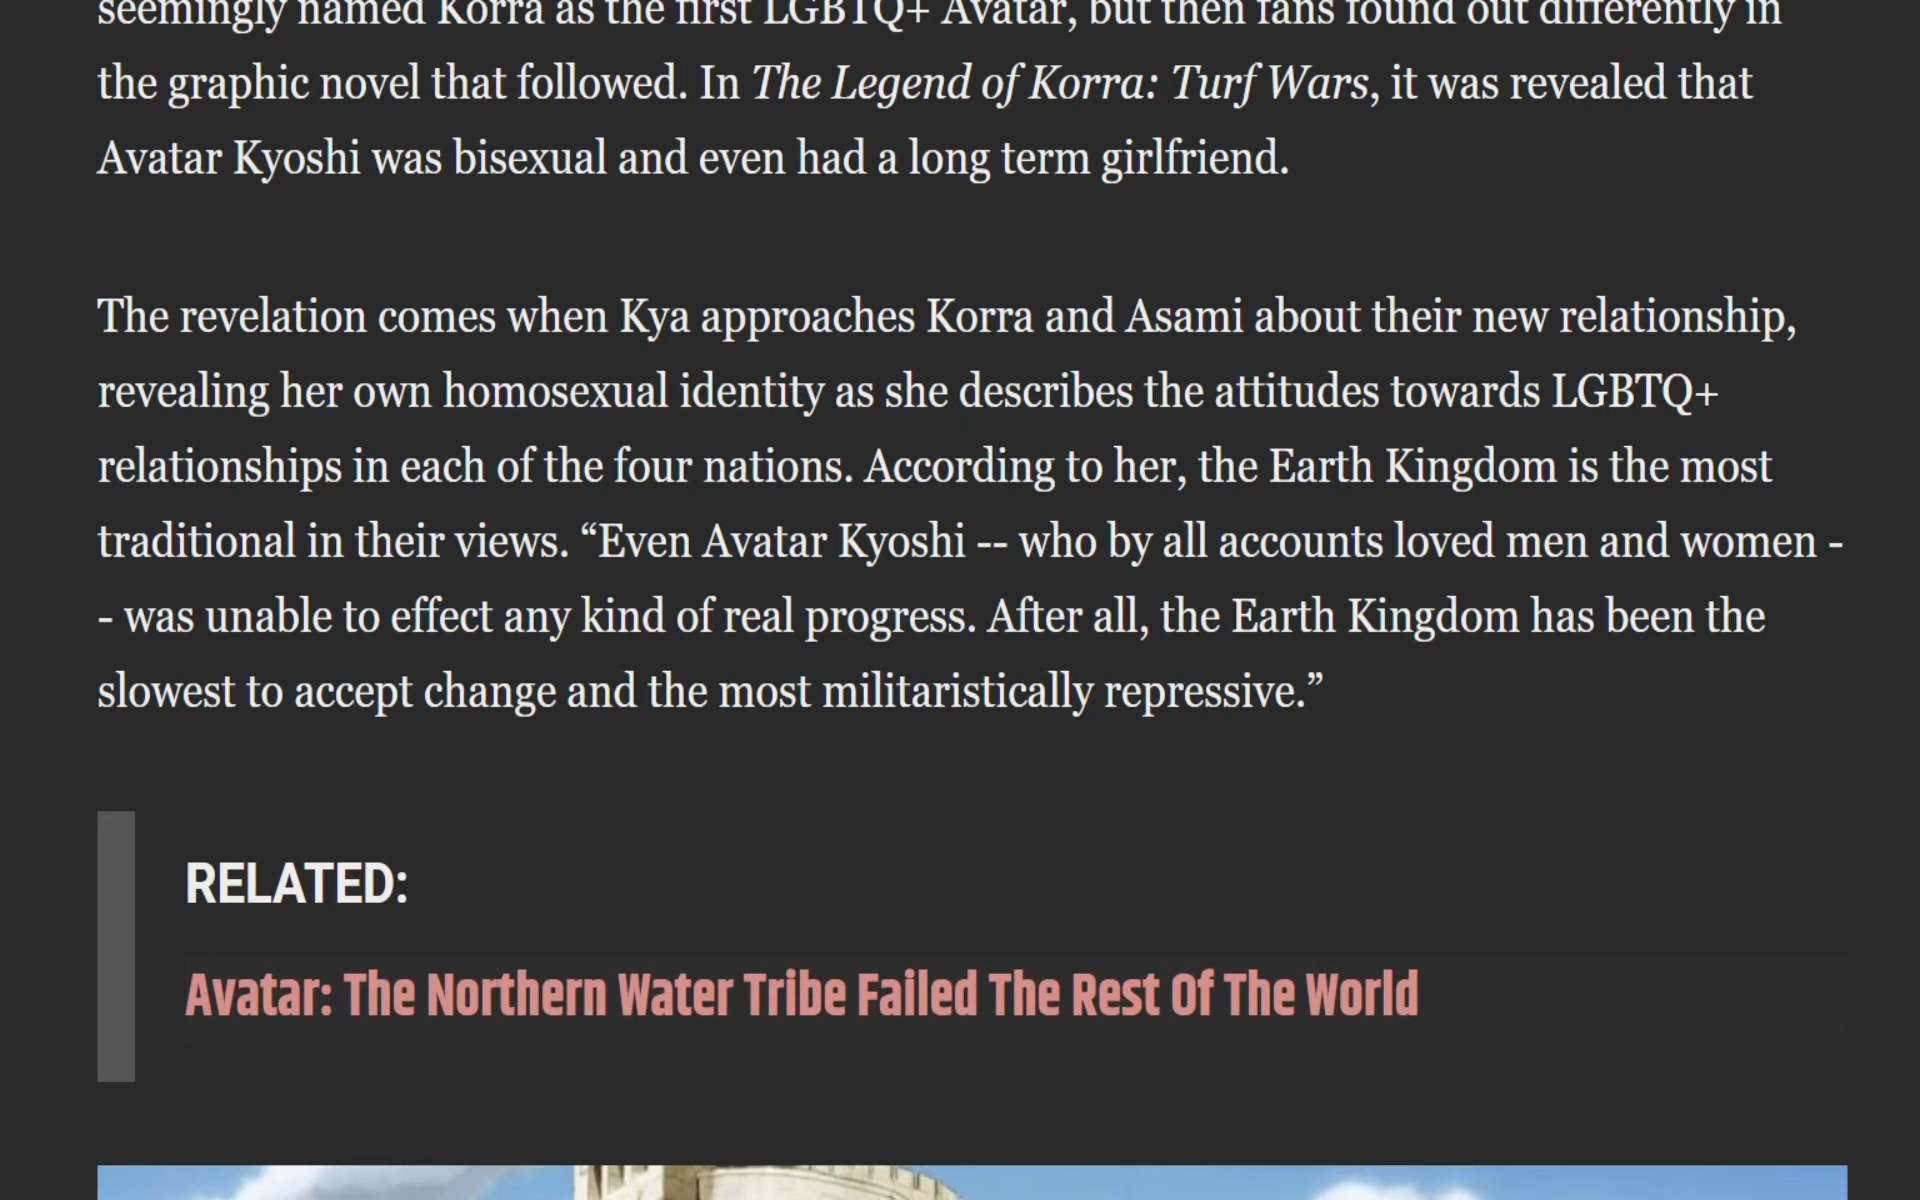 seemingly named Korra as the first LGBTQ+ Avatar, but then fans found out differently in
the graphic novel that followed. In The Legend of Korra: Turf Wars, it was revealed that
Avatar Kyoshi was bisexual and even had a long term girlfriend.
The revelation comes when Kya approaches Korra and Asami about their new relationship,
revealing her own homosexual identity as she describes the attitudes towards LGBTQ+
relationships in each of the four nations. According to her, the Earth Kingdom is the most
traditional in their views. “Even Avatar Kyoshi -- who by all accounts loved men and women -
- was unable to effect any kind of real progress. After all, the Earth Kingdom has been the
slowest to accept change and the most militaristically repressive.”
RELATED:
Avatar: The Northern Water Tribe Failed The Rest Of The World